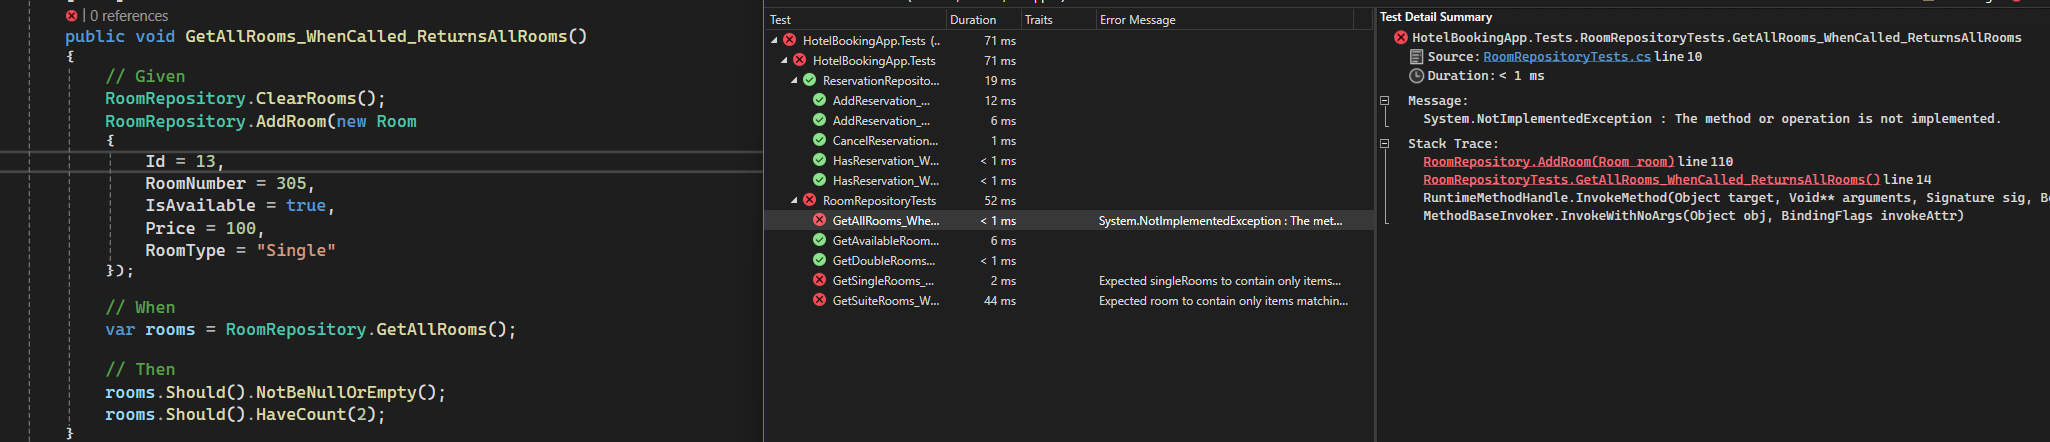 0 references
public void GetAllRooms_WhenCalled_ReturnsAllRooms()
{
// Given
RoomRepository.ClearRooms();
RoomRepository.AddRoom(new Room
{
Id = 13,
RoomNumber = 305,
IsAvailable = true,
Price = 100,
RoomType = "Single"
});
// When
var rooms = RoomRepository.GetAllRooms();
// Then
rooms.Should().NotBeNullOrEmpty();
rooms.Should().HaveCount(2);
}
Test Duration Traits Error Message
HotelBookingApp.Tests (.. 71 ms
HotelBookingApp.Tests 71 ms
ReservationReposito... 19 ms
AddReservation_... 12 ms
AddReservation_... 6 ms
CancelReservation... 1 ms
HasReservation_W... < 1 ms
HasReservation_W... < 1 ms
RoomRepositoryTests 52 ms
GetAllRooms_Whe... < 1 ms System.NotImplementedException : The met...
GetAvailableRoom... 6 ms
GetDoubleRooms... < 1 ms
GetSingleRooms_... 2 ms Expected singleRooms to contain only items...
GetSuiteRooms_W... 44 ms Expected room to contain only items matchin...
Test Detail Summary
HotelBookingApp.Tests.RoomRepositoryTests.GetAllRooms_WhenCalled_ReturnsAllRooms
Source: RoomRepositoryTests.cs line 10
Duration: < 1 ms
Message:
System.NotImplementedException : The method or operation is not implemented.
Stack Trace:
RoomRepository.AddRoom(Room room) line 110
RoomRepositoryTests.GetAllRooms_WhenCalled_ReturnsAllRooms() line 14
RuntimeMethodHandle.InvokeMethod(Object target, Void** arguments, Signature sig, Bo
MethodBaseInvoker.InvokeWithNoArgs(Object obj, BindingFlags invokeAttr)